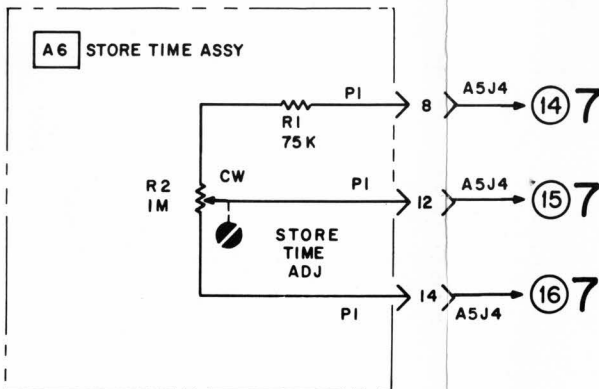 A6 STORE TIME ASSY
P1 8 A5J4 14 7
R1
75K
R2
1M
CW
P1 12 A5J4 15 7
STORE
TIME
ADJ
P1 14 A5J4 16 7